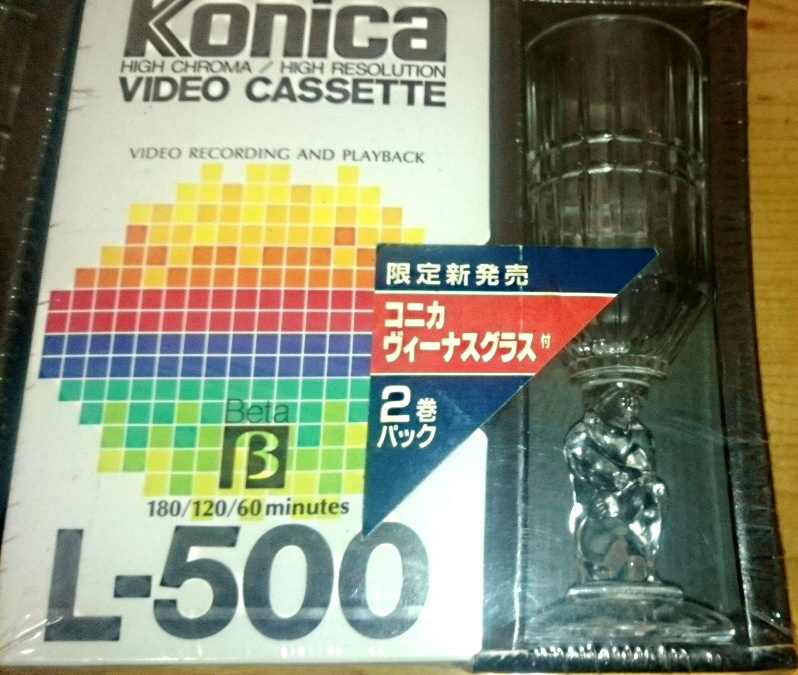 Konica
HIGH CHROMA / HIGH RESOLUTION
VIDEO CASSETTE
VIDEO RECORDING AND PLAYBACK
限定新発売
コニカ
ヴィーナスグラス付
2巻
パック
Beta
β
180/120/60 minutes
L-500